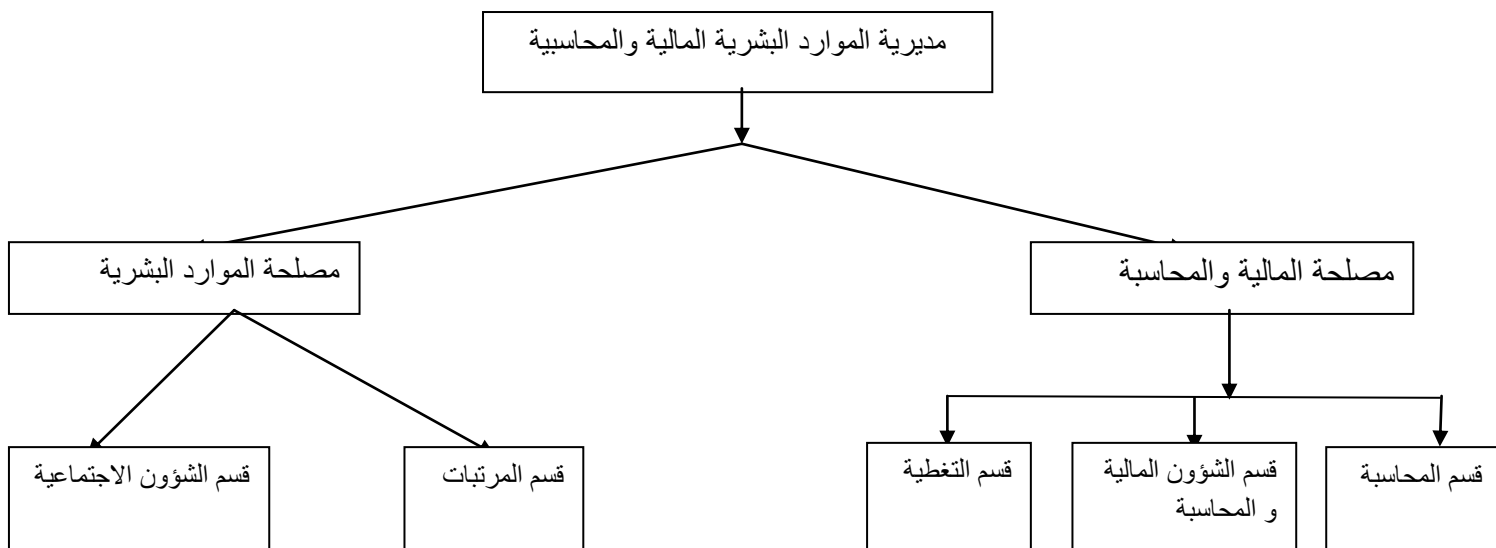 مديرية الموارد البشرية المالية والمحاسبية
مصلحة المالية والمحاسبة
مصلحة الموارد البشرية
قسم المحاسبة
قسم الشؤون المالية
و المحاسبة
قسم التغطية
قسم المرتبات
قسم الشؤون الاجتماعية